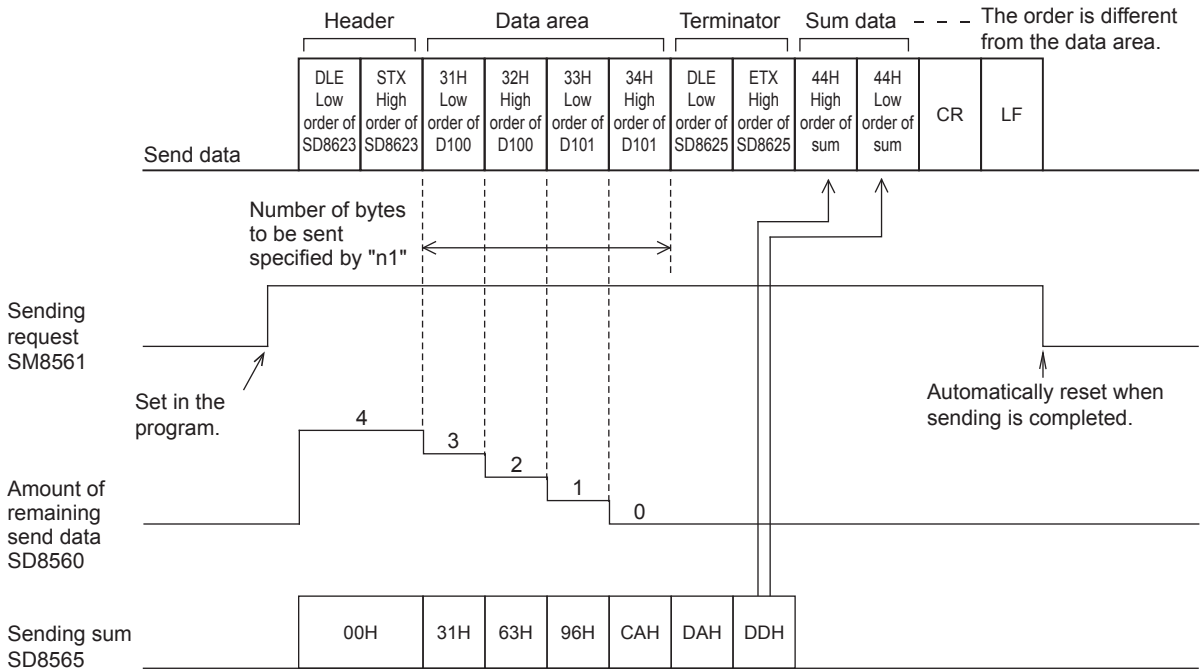 Header Data area Terminator Sum data – – – The order is different
from the data area.
DLE Low order of SD8623
STX High order of SD8623
31H Low order of D100
32H High order of D100
33H Low order of D101
34H High order of D101
DLE Low order of SD8625
ETX High order of SD8625
44H High order of sum
44H Low order of sum
CR
LF
Send data
Number of bytes
to be sent
specified by "n1"
Sending
request
SM8561
Set in the
program.
Automatically reset when
sending is completed.
4
3
2
1
0
Amount of
remaining
send data
SD8560
Sending sum
SD8565
00H 31H 63H 96H CAH DAH DDH